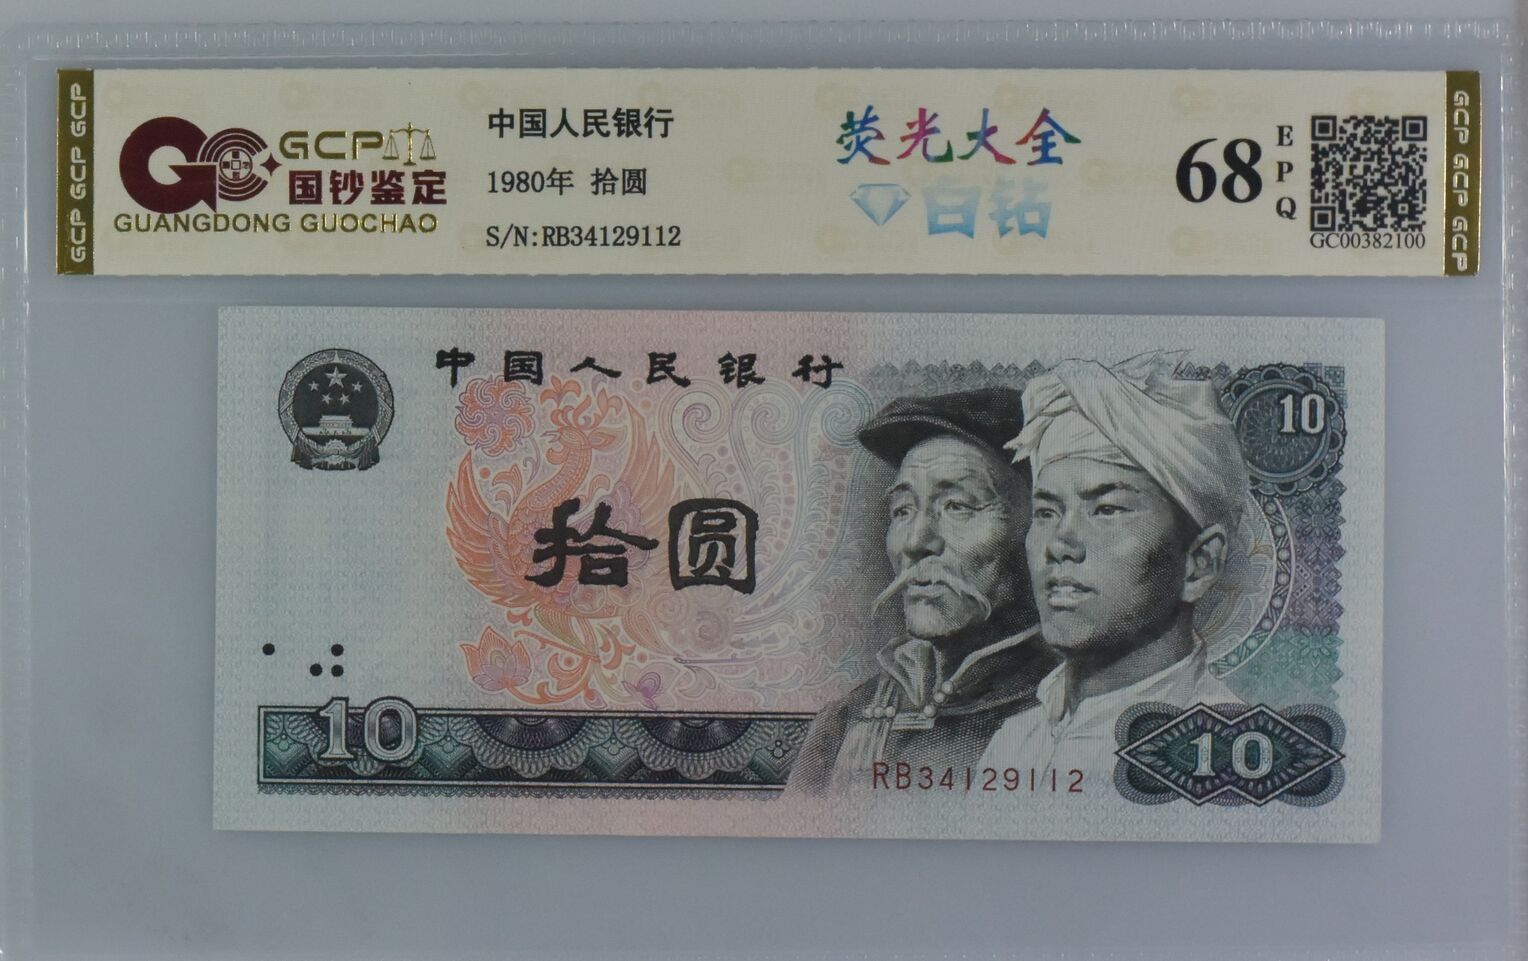 GCP GCP GCP
GCP
国钞鉴定
GUANGDONG GUOCHAO
中国人民银行
1980年 拾圆
S/N:RB34129112
荧光大全
白钻
68
EPQ
GC00382100
GCP GCP GCP
中国人民银行
10
拾圆
10
RB34129112
10